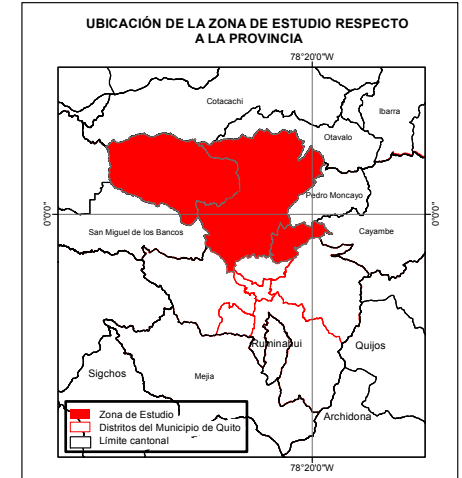 UBICACIÓN DE LA ZONA DE ESTUDIO RESPECTO
A LA PROVINCIA
78°20'0"W
Cotacachi
Ibarra
Otavalo
Pedro Moncayo
0°0'0"
0°0'0"
San Miguel de los Bancos
Cayambe
Rumiñahui
Quijos
Sigchos
Mejia
Archidona
Zona de Estudio
Distritos del Municipio de Quito
Límite cantonal
78°20'0"W